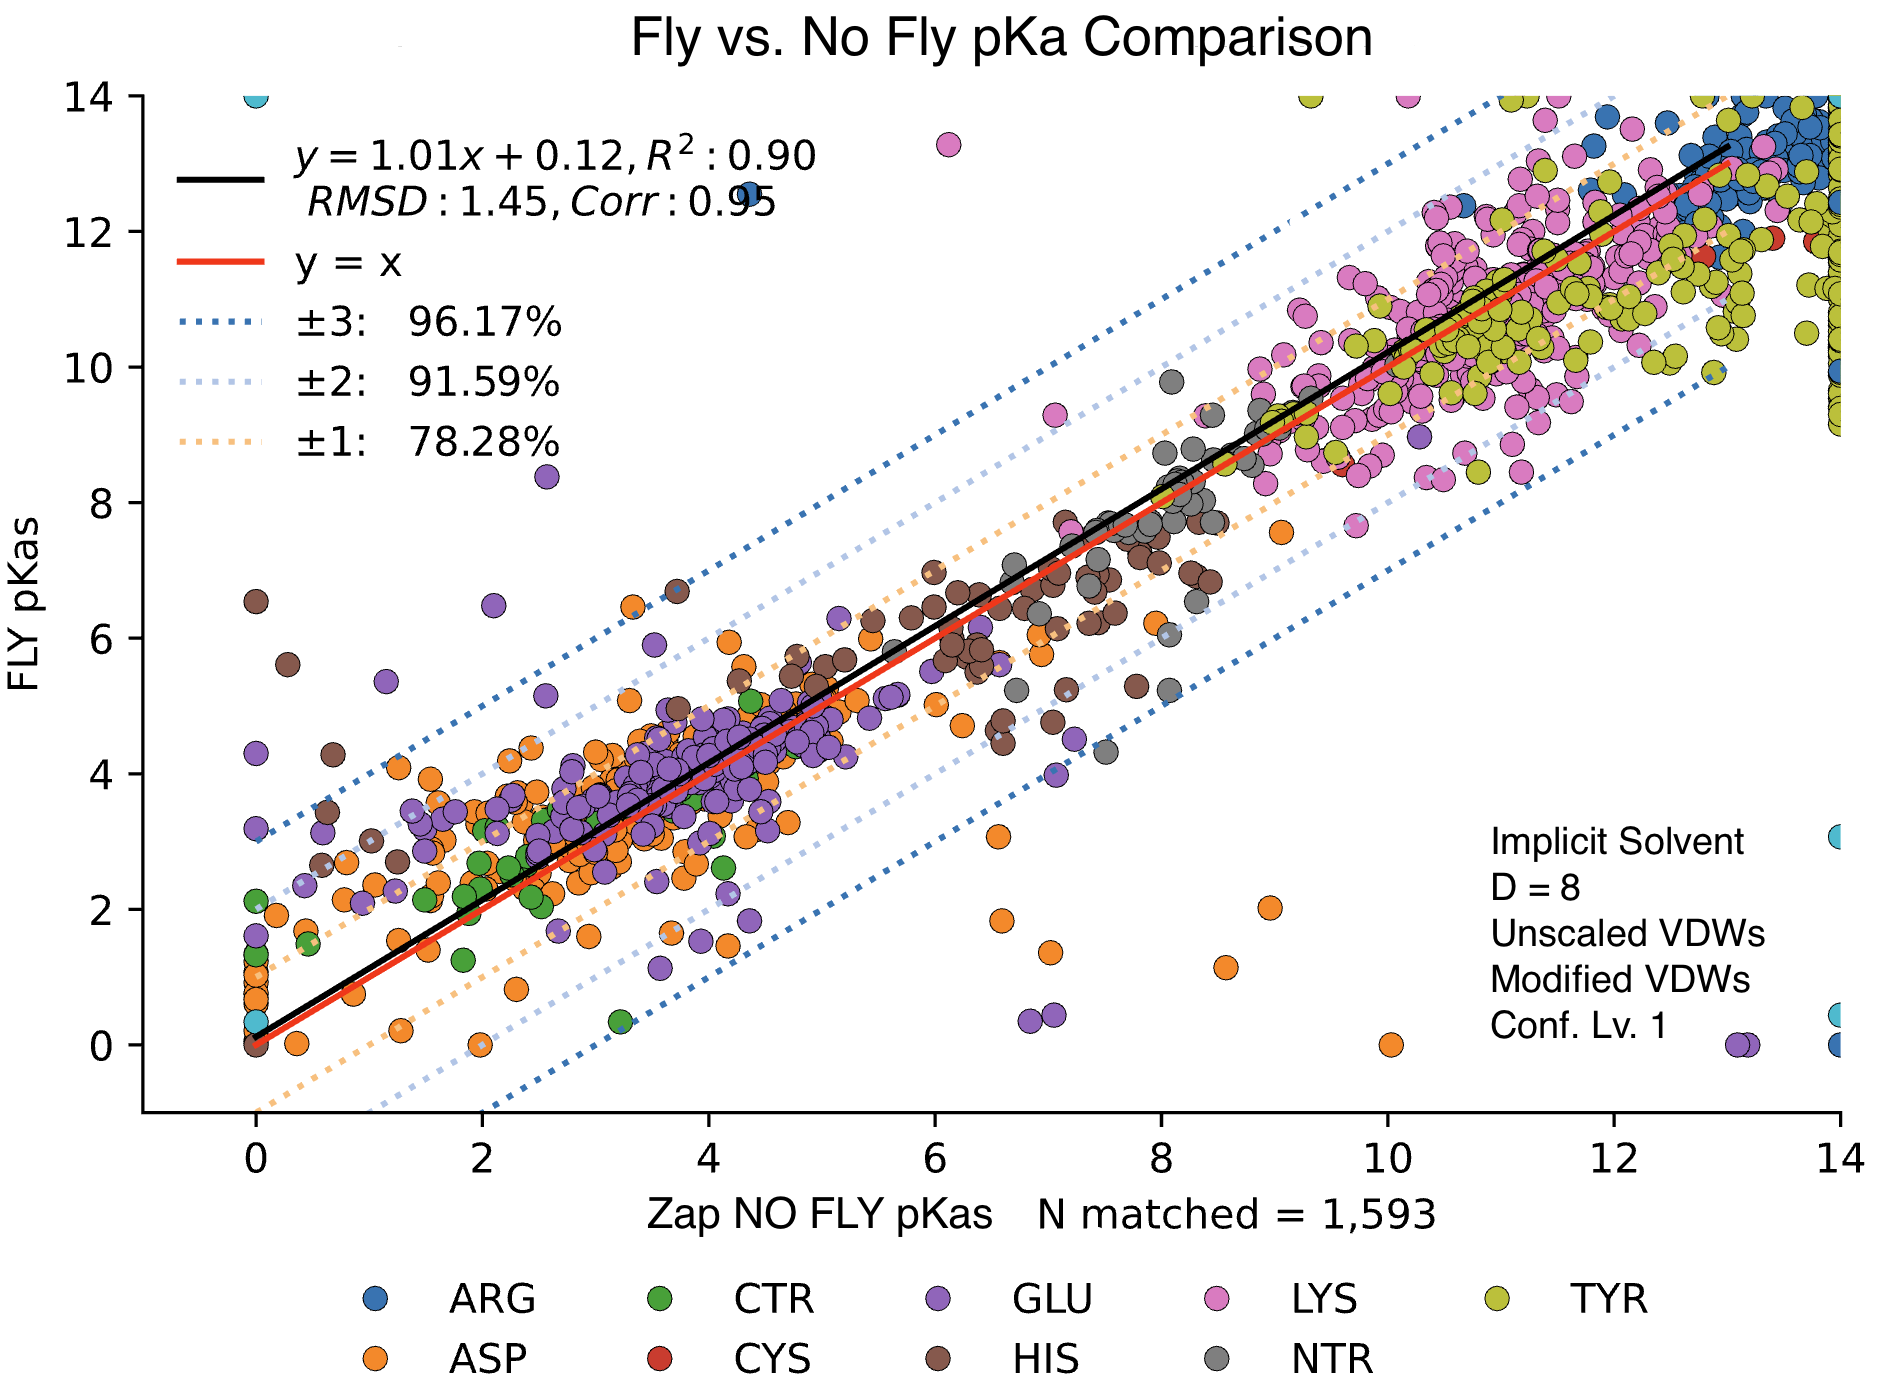 Fly vs. No Fly pKa Comparison
y = 1.01x + 0.12, R² : 0.90
RMSD : 1.45, Corr : 0.95
y = x
±3: 96.17%
±2: 91.59%
±1: 78.28%
14
12
10
8
6
4
2
0
FLY pKas
Implicit Solvent
D = 8
Unscaled VDWs
Modified VDWs
Conf. Lv. 1
0 2 4 6 8 10 12 14
Zap NO FLY pKas N matched = 1,593
ARG CTR GLU LYS TYR
ASP CYS HIS NTR